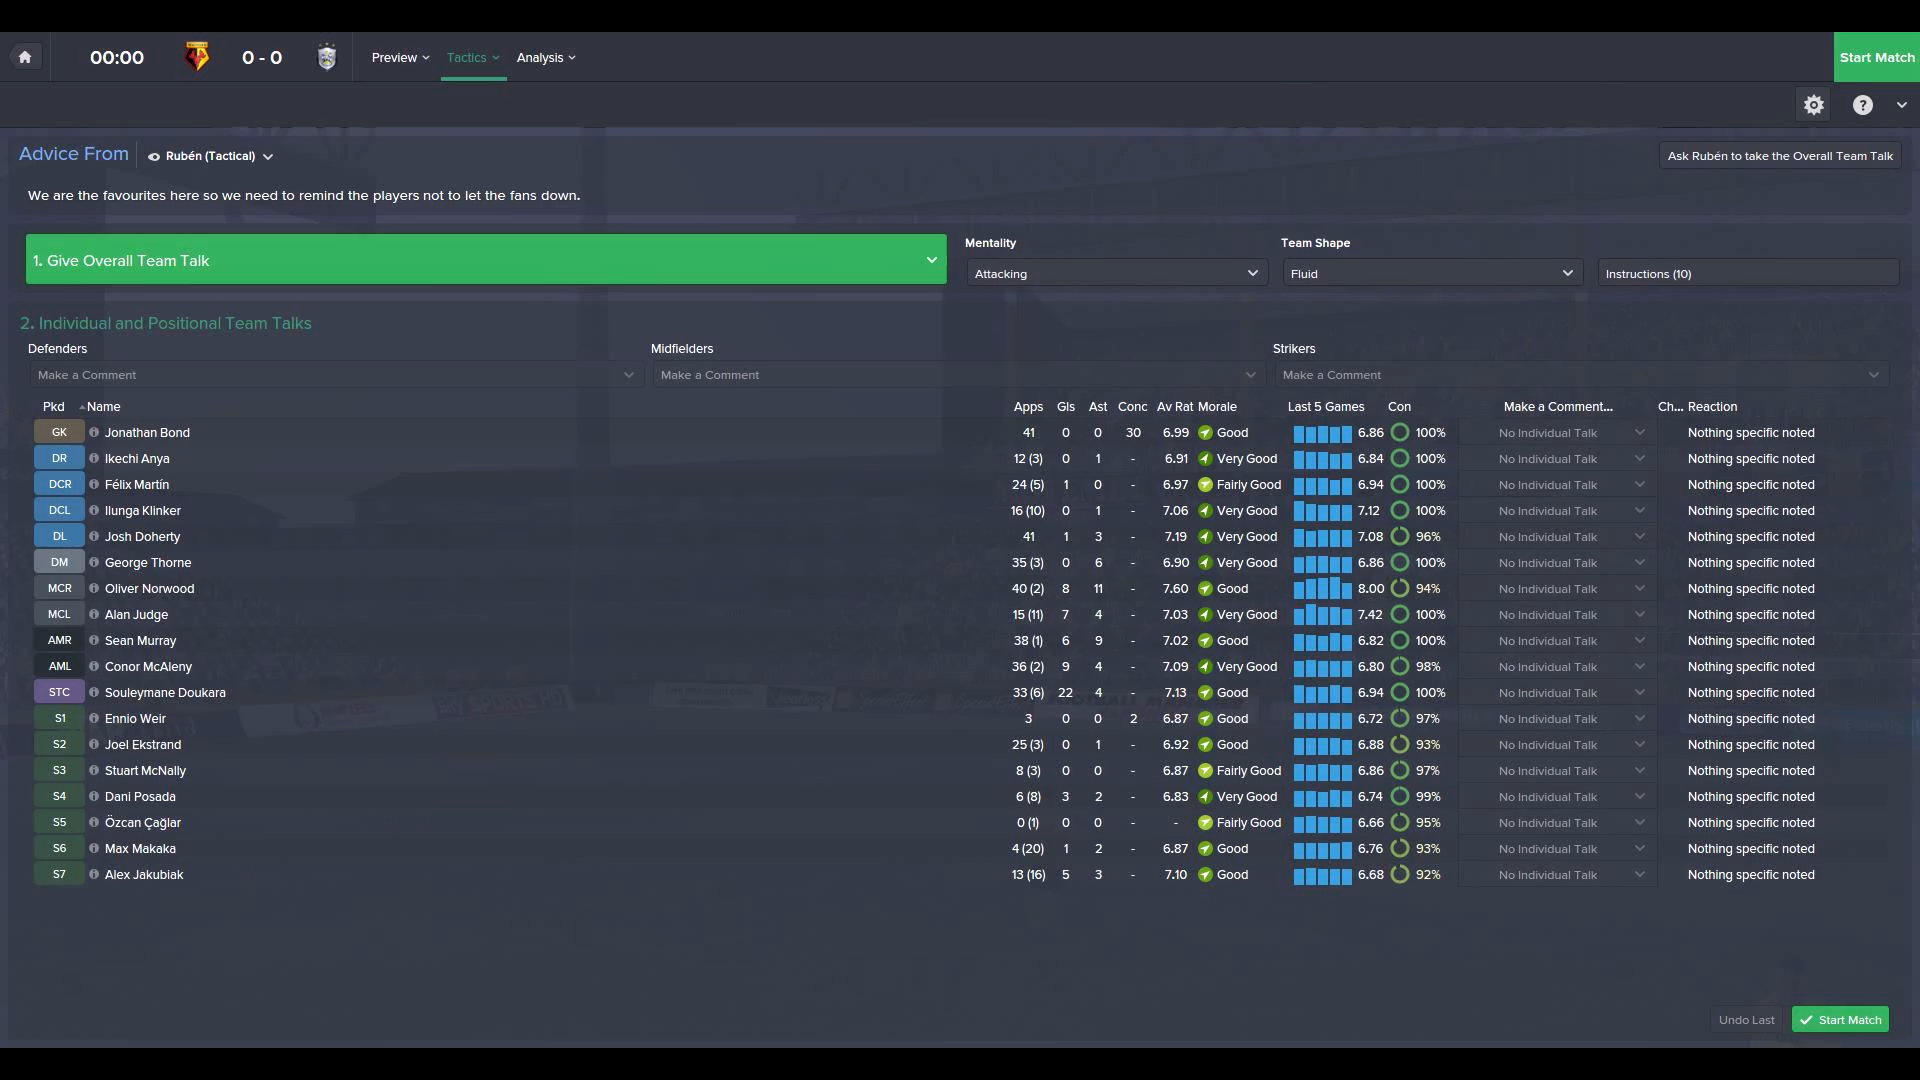 00:00 0 - 0 Preview Tactics Analysis Start Match
Advice From Rubén (Tactical) Ask Rubén to take the Overall Team Talk
We are the favourites here so we need to remind the players not to let the fans down.
Mentality Team Shape
1. Give Overall Team Talk Attacking Fluid Instructions (10)
2. Individual and Positional Team Talks
Defenders Midfielders Strikers
Make a Comment Make a Comment Make a Comment
Pkd Name Apps Gls Ast Conc Av Rat Morale Last 5 Games Con Make a Comment... Ch... Reaction
GK Jonathan Bond 41 0 0 30 6.99 Good 6.86 100% No Individual Talk Nothing specific noted
DR Ikechi Anya 12 (3) 0 1 - 6.91 Very Good 6.84 100% No Individual Talk Nothing specific noted
DCR Félix Martín 24 (5) 1 0 - 6.97 Fairly Good 6.94 100% No Individual Talk Nothing specific noted
DCL Ilunga Klinker 16 (10) 0 1 - 7.06 Very Good 7.12 100% No Individual Talk Nothing specific noted
DL Josh Doherty 41 1 3 - 7.19 Very Good 7.08 96% No Individual Talk Nothing specific noted
DM George Thorne 35 (3) 0 6 - 6.90 Very Good 6.86 100% No Individual Talk Nothing specific noted
MCR Oliver Norwood 40 (2) 8 11 - 7.60 Good 8.00 94% No Individual Talk Nothing specific noted
MCL Alan Judge 15 (11) 7 4 - 7.03 Very Good 7.42 100% No Individual Talk Nothing specific noted
AMR Sean Murray 38 (1) 6 9 - 7.02 Good 6.82 100% No Individual Talk Nothing specific noted
AML Conor McAleny 36 (2) 9 4 - 7.09 Very Good 6.80 98% No Individual Talk Nothing specific noted
STC Souleymane Doukara 33 (6) 22 4 - 7.13 Good 6.94 100% No Individual Talk Nothing specific noted
S1 Ennio Weir 3 0 0 2 6.87 Good 6.72 97% No Individual Talk Nothing specific noted
S2 Joel Ekstrand 25 (3) 0 1 - 6.92 Good 6.88 93% No Individual Talk Nothing specific noted
S3 Stuart McNally 8 (3) 0 0 - 6.87 Fairly Good 6.86 97% No Individual Talk Nothing specific noted
S4 Dani Posada 6 (8) 3 2 - 6.83 Very Good 6.74 99% No Individual Talk Nothing specific noted
S5 Özcan Çağlar 0 (1) 0 0 - - Fairly Good 6.66 95% No Individual Talk Nothing specific noted
S6 Max Makaka 4 (20) 1 2 - 6.87 Good 6.76 93% No Individual Talk Nothing specific noted
S7 Alex Jakubiak 13 (16) 5 3 - 7.10 Good 6.68 92% No Individual Talk Nothing specific noted
Undo Last Start Match